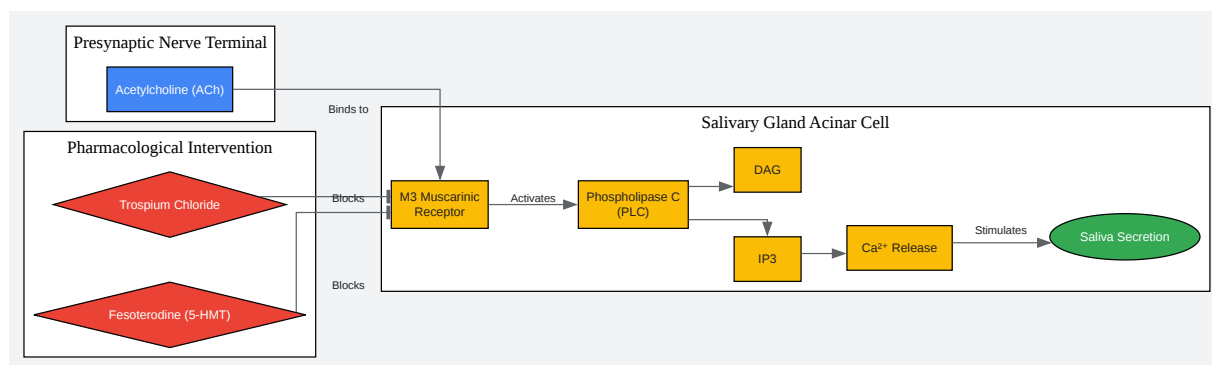 Presynaptic Nerve Terminal
Acetylcholine (ACh)
Binds to
Pharmacological Intervention
Trospium Chloride
Blocks
Fesoterodine (5-HMT)
Blocks
Salivary Gland Acinar Cell
M3 Muscarinic
Receptor
Activates
Phospholipase C
(PLC)
DAG
IP3
Ca²⁺ Release
Stimulates
Saliva Secretion